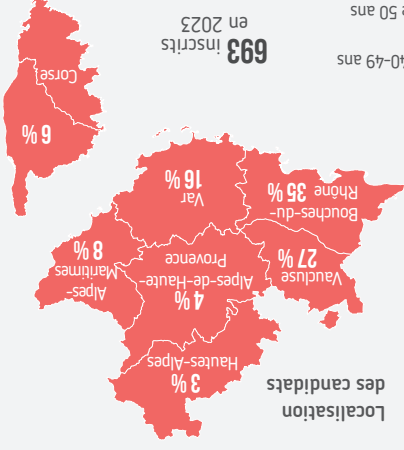 Localisation
des candidats
3 %
Hautes-Alpes
4 %
Alpes-de-Haute-
Provence
Vaucluse
27 %
Alpes-
Maritimes
8 %
Bouches-du-
Rhône 35 %
Var
16 %
6 %
Corse
693 inscrits
en 2023
40-49 ans
e 50 ans